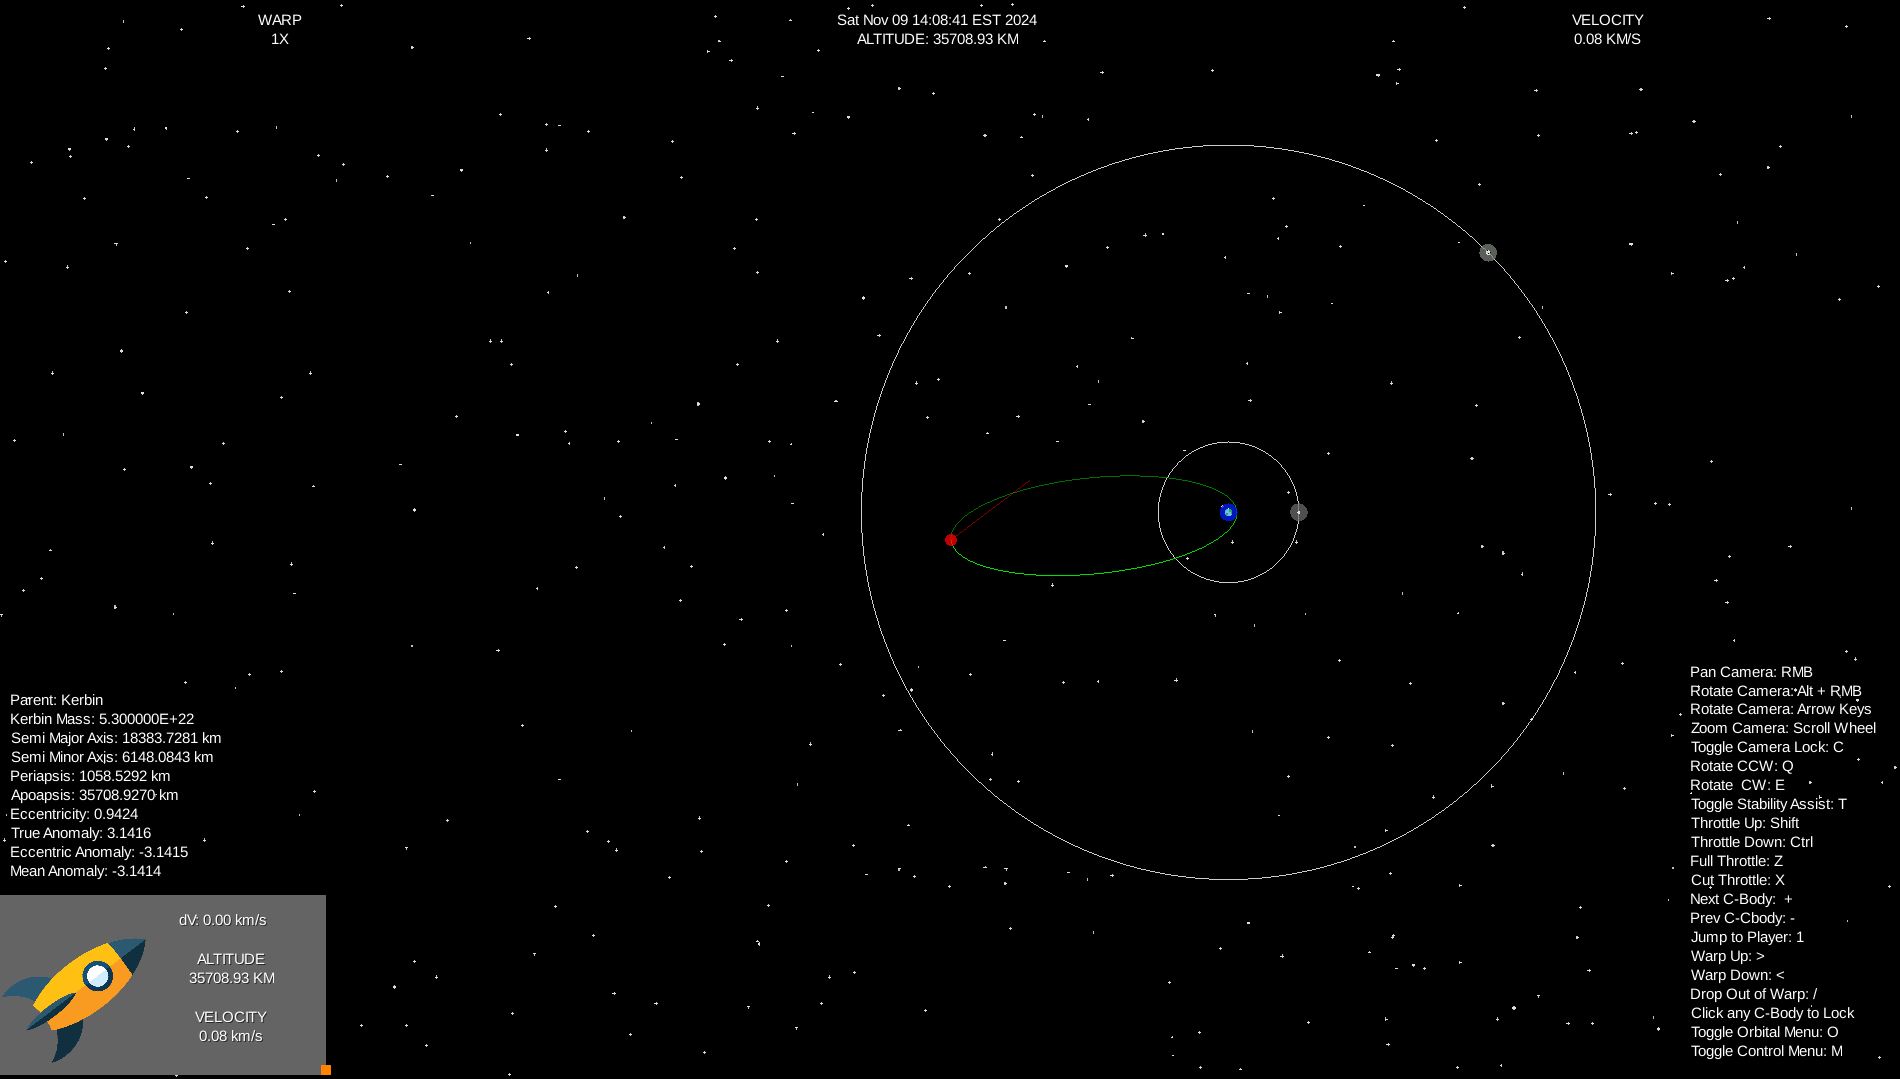 WARP
1X
Sat Nov 09 14:08:41 EST 2024
ALTITUDE: 35708.93 KM
VELOCITY
0.08 KM/S
Parent: Kerbin
Kerbin Mass: 5.300000E+22
Semi Major Axis: 18383.7281 km
Semi Minor Axis: 6148.0843 km
Periapsis: 1058.5292 km
Apoapsis: 35708.9270 km
Eccentricity: 0.9424
True Anomaly: 3.1416
Eccentric Anomaly: -3.1415
Mean Anomaly: -3.1414
dV: 0.00 km/s
ALTITUDE
35708.93 KM
VELOCITY
0.08 km/s
Pan Camera: RMB
Rotate Camera: Alt + RMB
Rotate Camera: Arrow Keys
Zoom Camera: Scroll Wheel
Toggle Camera Lock: C
Rotate CCW: Q
Rotate  CW: E
Toggle Stability Assist: T
Throttle Up: Shift
Throttle Down: Ctrl
Full Throttle: Z
Cut Throttle: X
Next C-Body:  +
Prev C-Cbody: -
Jump to Player: 1
Warp Up: >
Warp Down: <
Drop Out of Warp: /
Click any C-Body to Lock
Toggle Orbital Menu: O
Toggle Control Menu: M